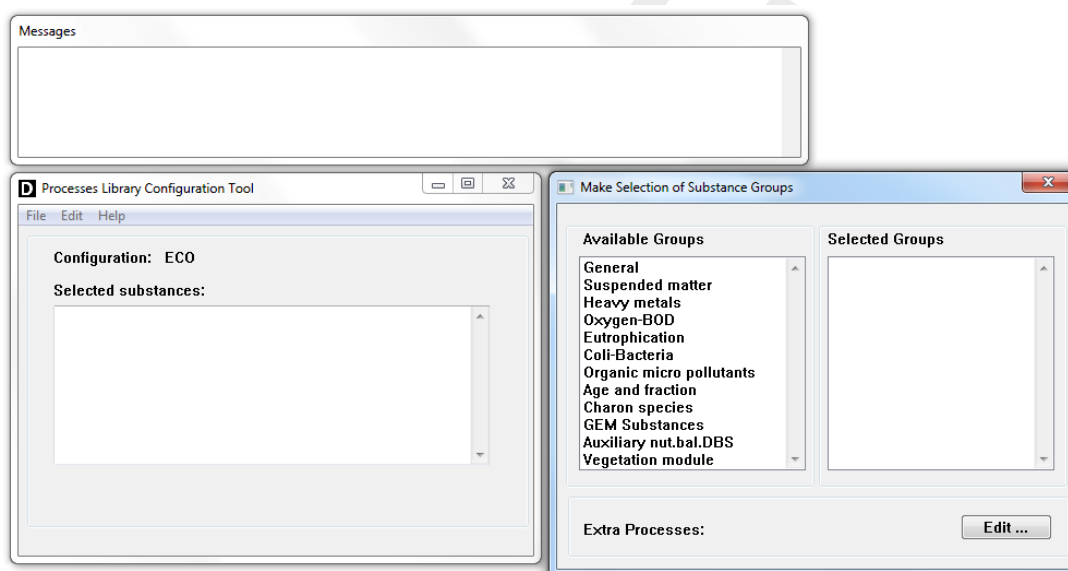 Messages
D Processes Library Configuration Tool
File Edit Help
Configuration: ECO
Selected substances:
Make Selection of Substance Groups
Available Groups
General
Suspended matter
Heavy metals
Oxygen-BOD
Eutrophication
Coli-Bacteria
Organic micro pollutants
Age and fraction
Charon species
GEM Substances
Auxiliary nut.bal.DBS
Vegetation module
Selected Groups
Extra Processes:
Edit ...